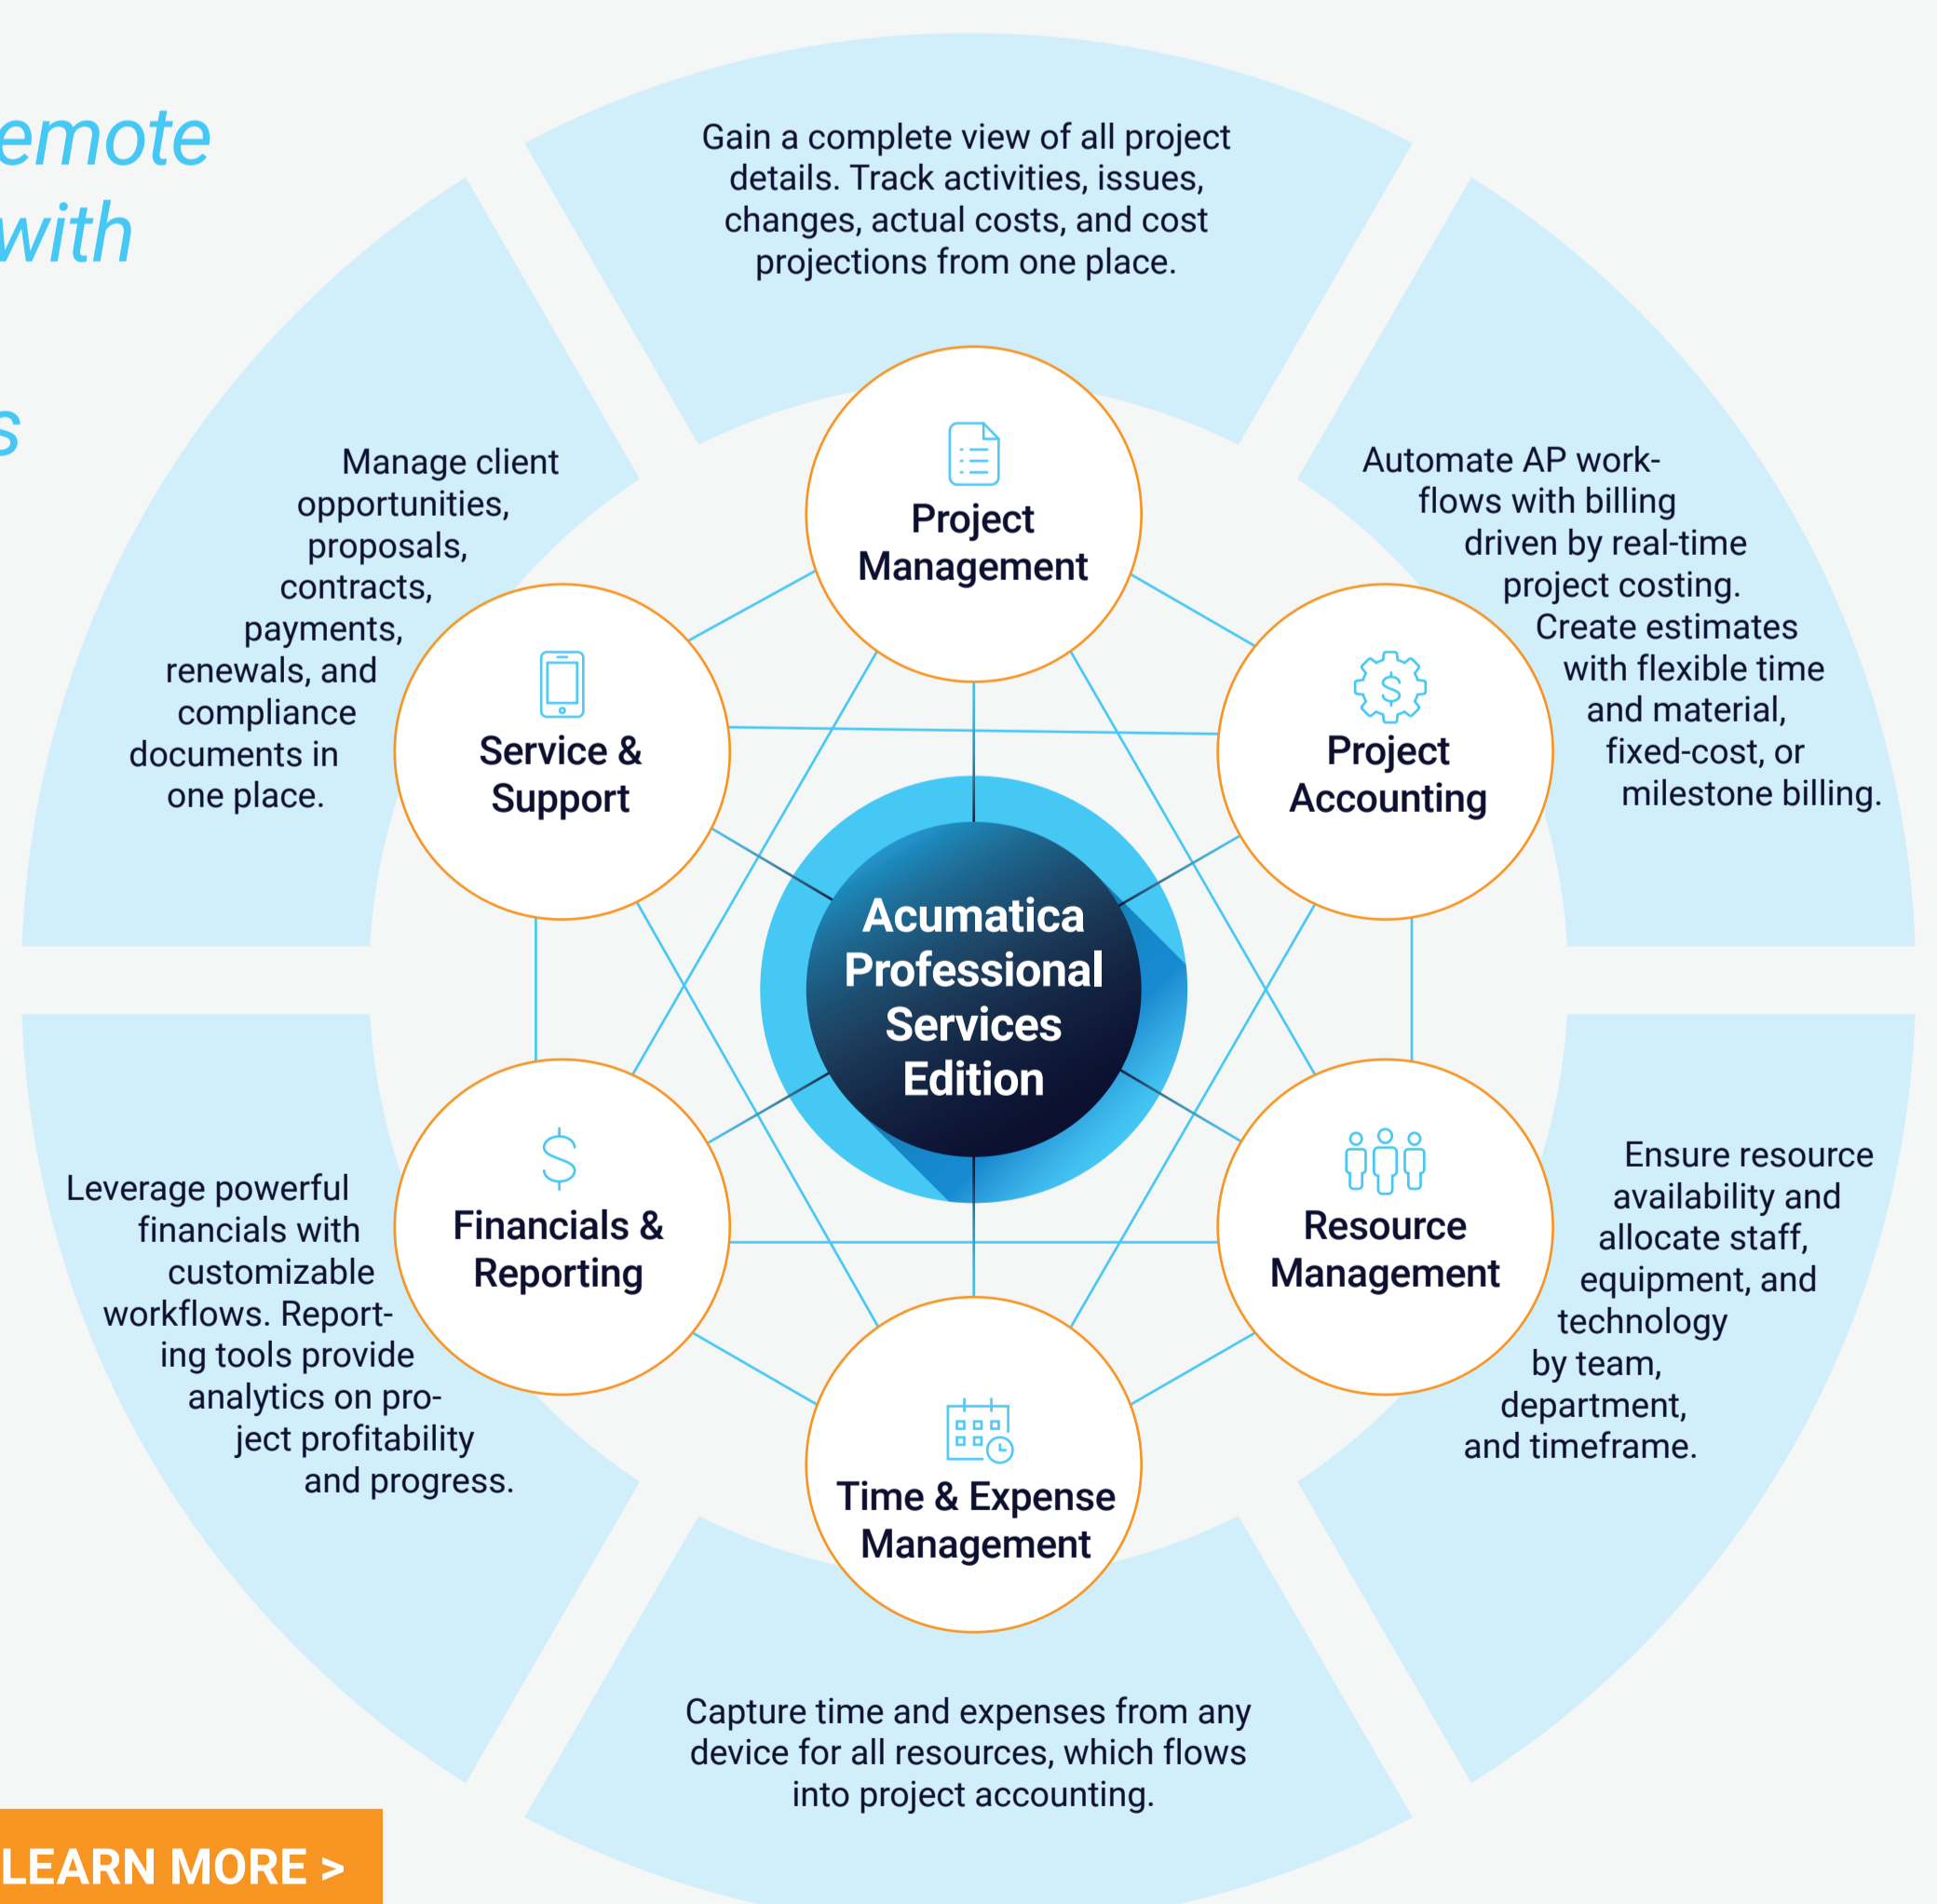 emote
with
s
Gain a complete view of all project
details. Track activities, issues,
changes, actual costs, and cost
projections from one place.
Project
Management
Automate AP work-
flows with billing
driven by real-time
project costing.
Create estimates
with flexible time
and material,
fixed-cost, or
milestone billing.
Project
Accounting
Ensure resource
availability and
allocate staff,
equipment, and
technology
by team,
department,
and timeframe.
Resource
Management
Capture time and expenses from any
device for all resources, which flows
into project accounting.
Time & Expense
Management
Leverage powerful
financials with
customizable
workflows. Report-
ing tools provide
analytics on pro-
ject profitability
and progress.
Financials &
Reporting
Manage client
opportunities,
proposals,
contracts,
payments,
renewals, and
compliance
documents in
one place.
Service &
Support
Acumatica
Professional
Services
Edition
LEARN MORE >